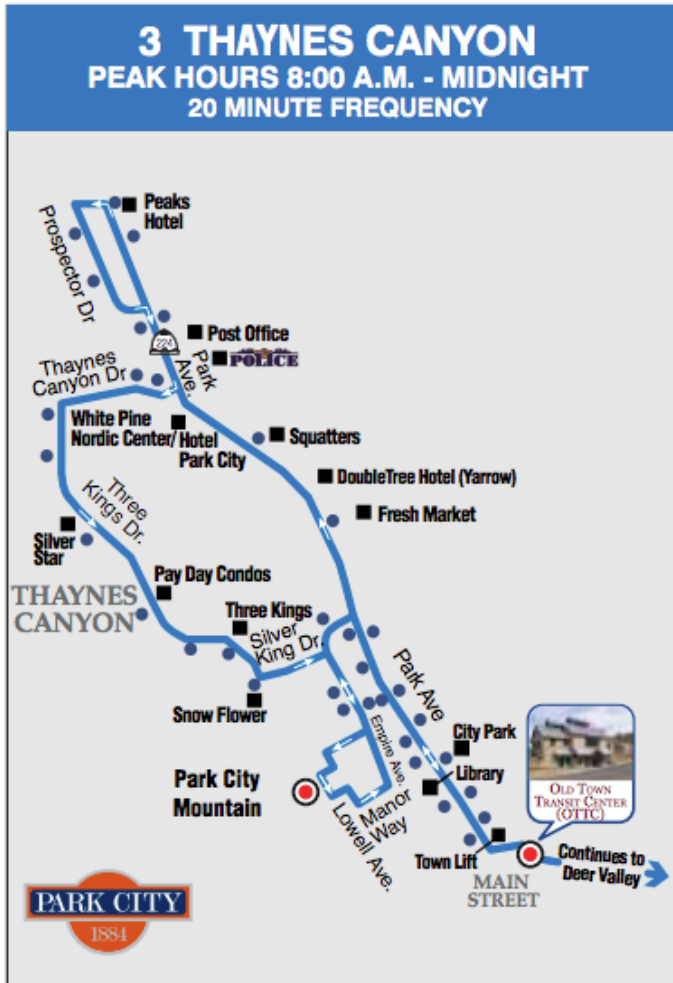 3 THAYNES CANYON
PEAK HOURS 8:00 A.M. - MIDNIGHT
20 MINUTE FREQUENCY
Peaks
Hotel
Prospector Dr
224
Post Office
Park
Ave.
POLICE
Thaynes
Canyon Dr
White Pine
Nordic Center/Hotel
Park City
Squatters
DoubleTree Hotel (Yarrow)
Fresh Market
Three
Kings Dr.
Silver
Star
Pay Day Condos
THAYNES
CANYON
Three Kings
Silver
King Dr.
Snow Flower
Park Ave
City Park
Empire Ave.
Library
Park City
Mountain
Manor
Way
Lowell Ave.
OLD TOWN
TRANSIT CENTER
(OTTC)
Town Lift
MAIN
STREET
Continues to
Deer Valley
PARK CITY
1884